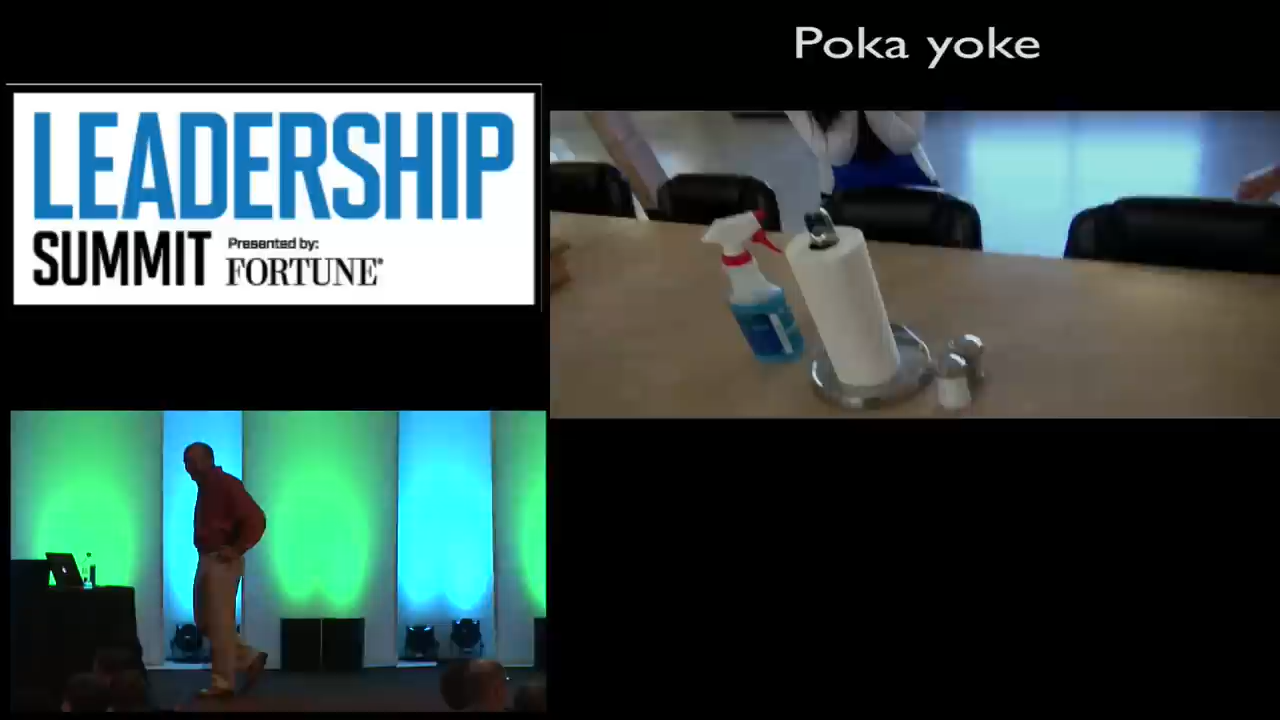 Poka yoke
LEADERSHIP
SUMMIT
Presented by:
FORTUNE®